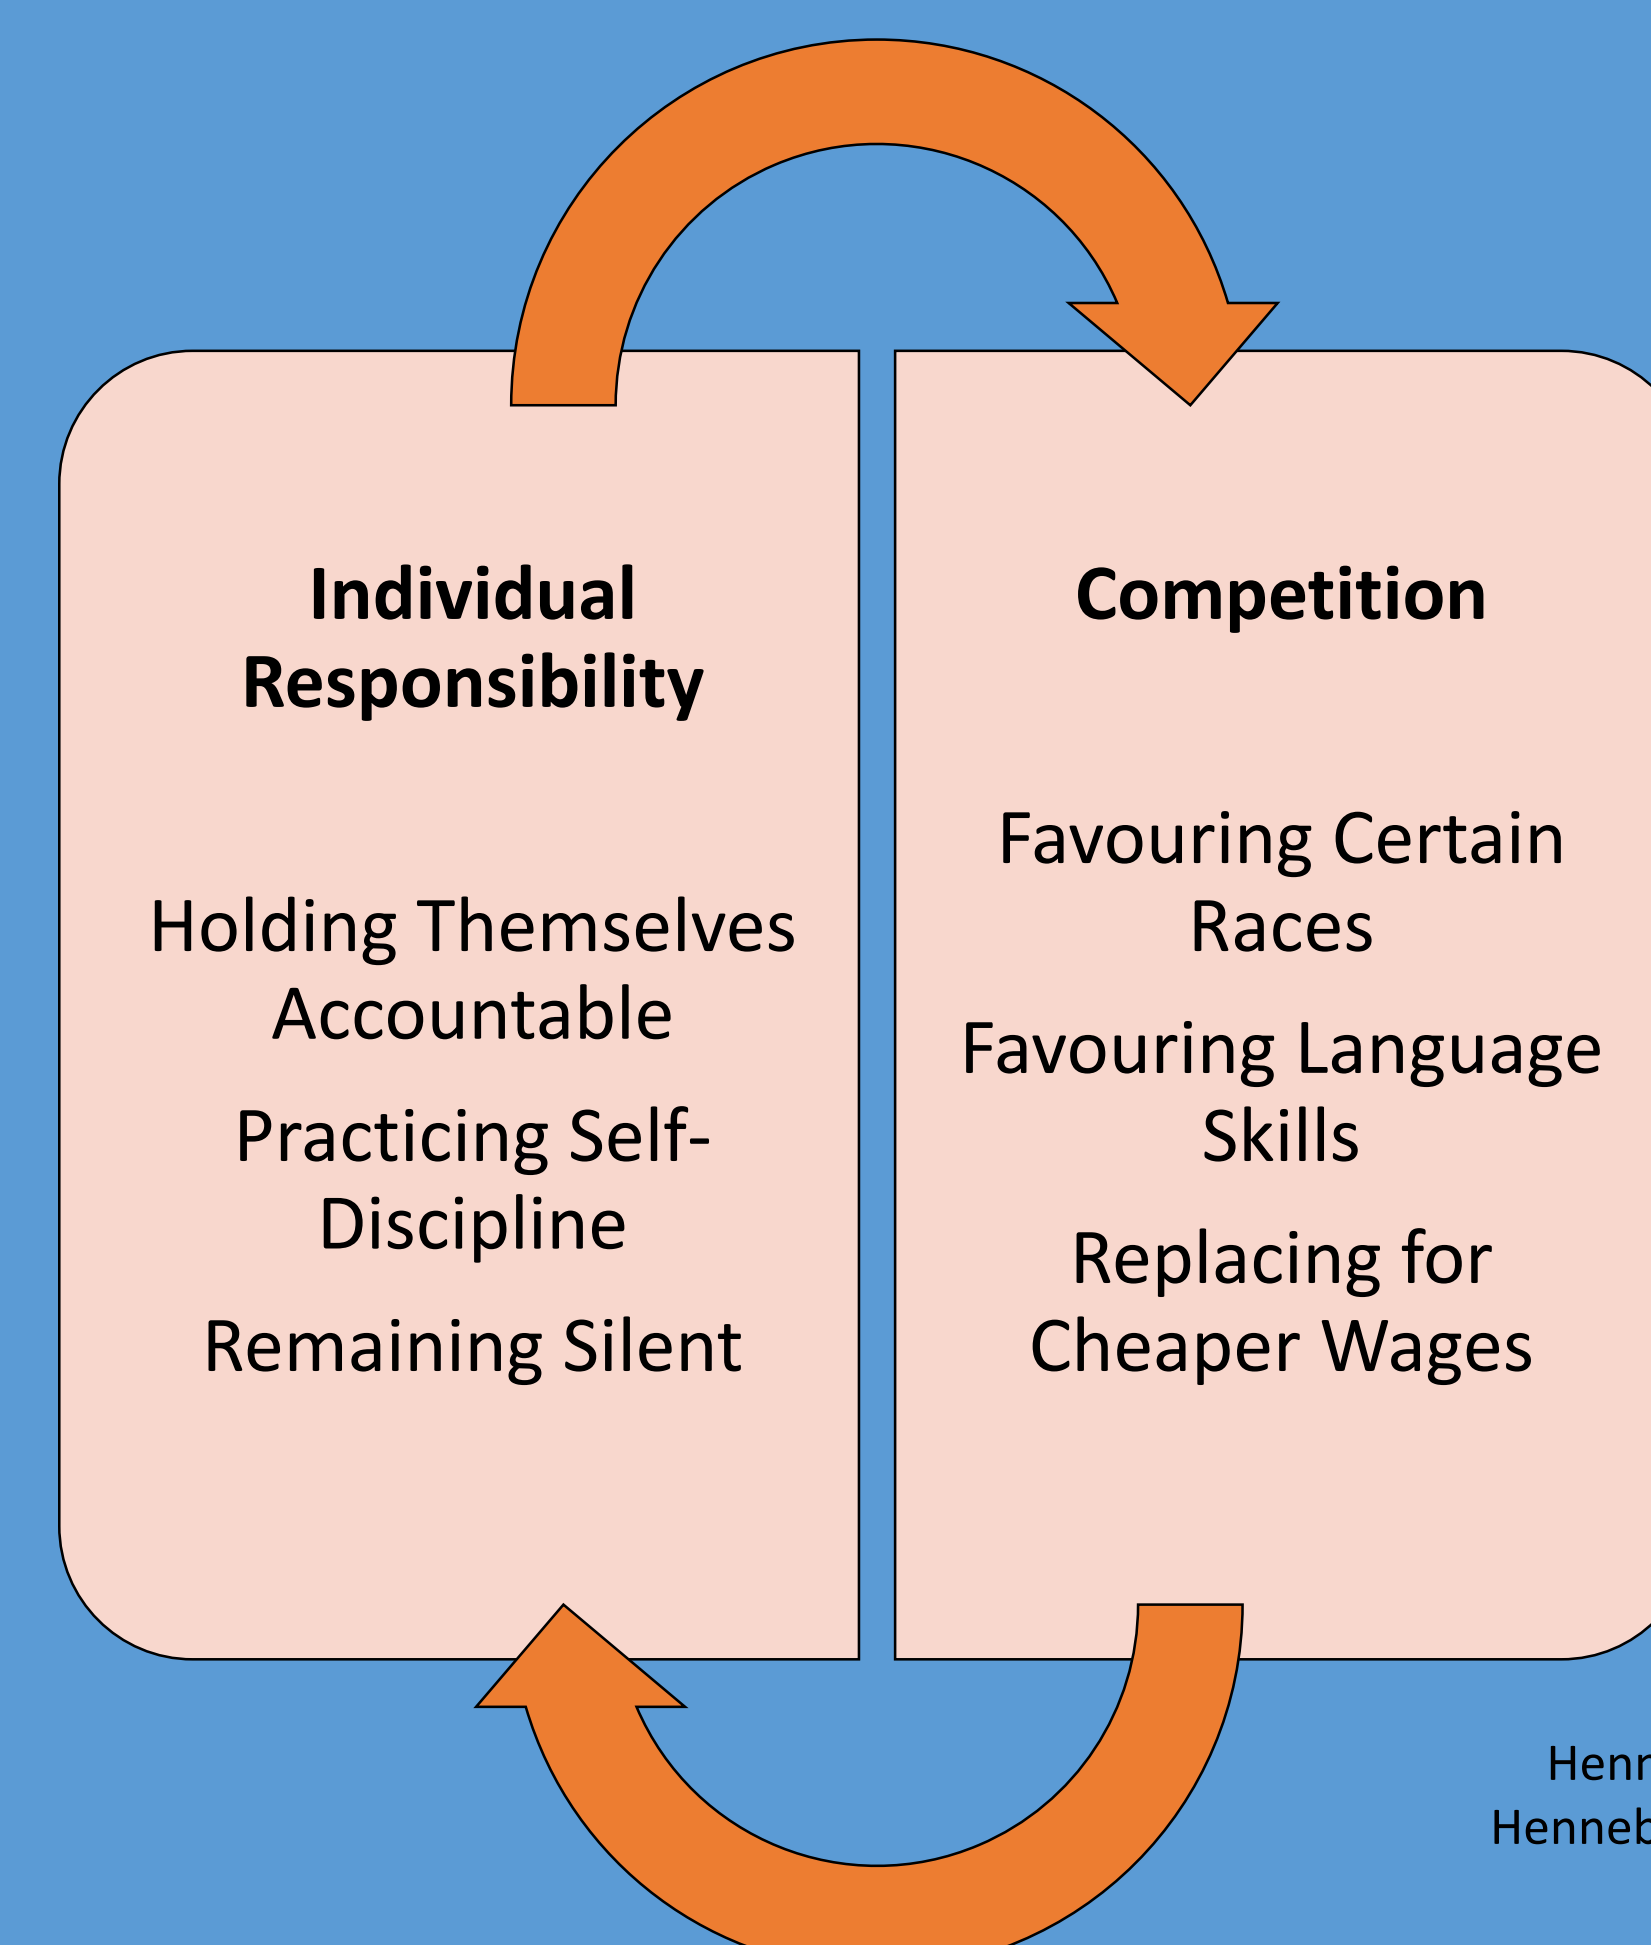 Individual
Responsibility
Holding Themselves
Accountable
Practicing Self-
Discipline
Remaining Silent
Competition
Favouring Certain
Races
Favouring Language
Skills
Replacing for
Cheaper Wages